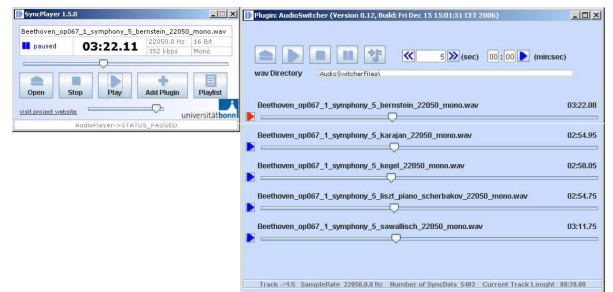 SyncPlayer 1.5.0
Beethoven_op067_1_symphony_5_bernstein_22050_mono.wav
paused
03:22.11
22050.0 Hz
16 Bit
352 kbps
Mono
Open
Stop
Play
Add Plugin
Playlist
visit project website
universitätbonn
AudioPlayer->STATUS_PAUSED
Plugin: AudioSwitcher (Version 0.12, Build: Fri Dec 15 15:01:51 CET 2006)
5 (sec) 00:00 (min:sec)
wav Directory AudioSwitcherFiles\
Beethoven_op067_1_symphony_5_bernstein_22050_mono.wav 03:22.08
Beethoven_op067_1_symphony_5_karajan_22050_mono.wav 02:54.95
Beethoven_op067_1_symphony_5_kegel_22050_mono.wav 02:58.05
Beethoven_op067_1_symphony_5_liszt_piano_scherbakov_22050_mono.wav 02:54.75
Beethoven_op067_1_symphony_5_sawallisch_22050_mono.wav 03:11.75
Track ->1/6 SampleRate 22050.0.0 Hz Number of SyncData 5403 Current Track Lenght 08:39.00